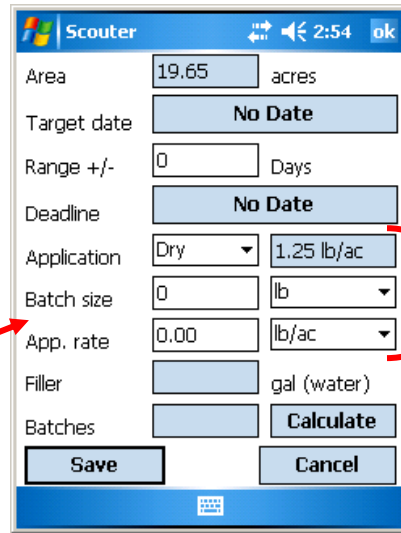 Scouter 2:54 ok
Area 19.65 acres
Target date No Date
Range +/- 0 Days
Deadline No Date
Application Dry 1.25 lb/ac
Batch size 0 lb
App. rate 0.00 lb/ac
Filler gal (water)
Batches Calculate
Save Cancel